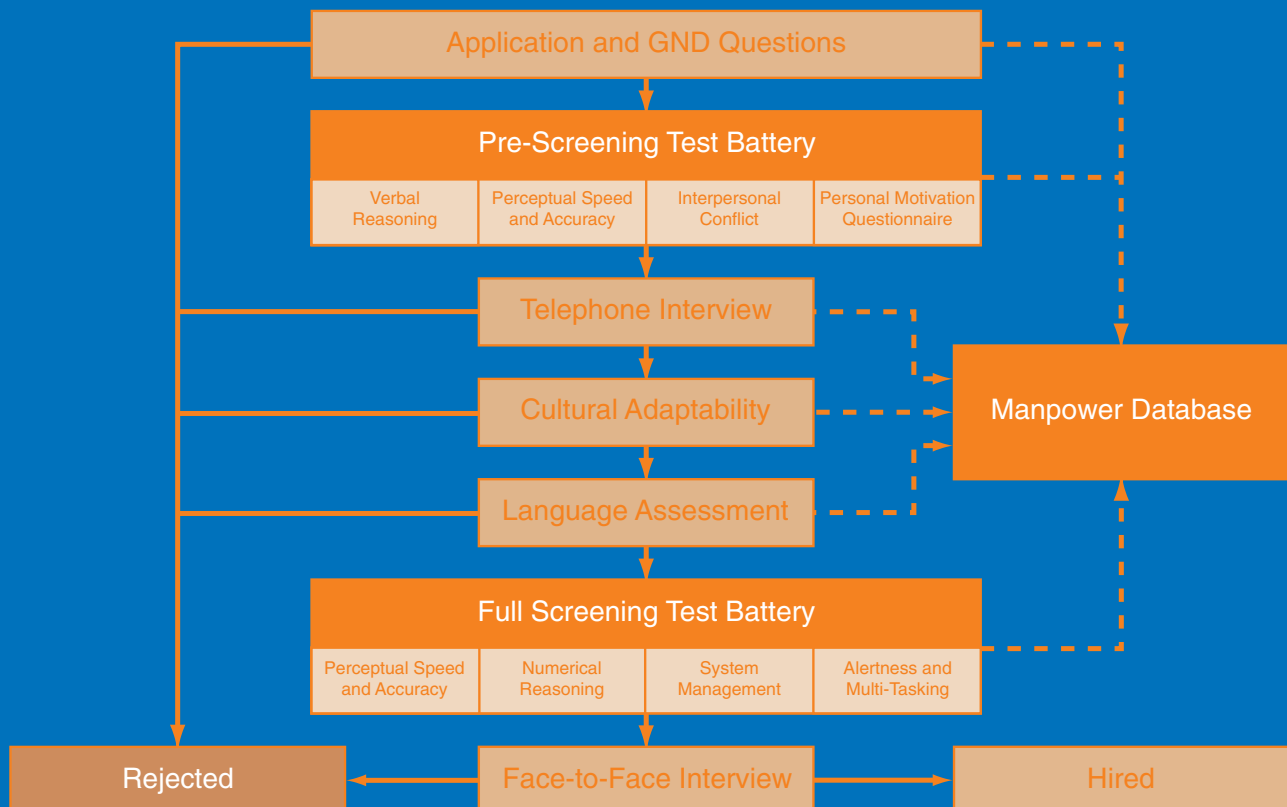 Application and GND Questions
Pre-Screening Test Battery
Verbal
Reasoning
Perceptual Speed
and Accuracy
Interpersonal
Conflict
Personal Motivation
Questionnaire
Telephone Interview
Cultural Adaptability
Manpower Database
Language Assessment
Full Screening Test Battery
Perceptual Speed
and Accuracy
Numerical
Reasoning
System
Management
Alertness and
Multi-Tasking
Rejected
Face-to-Face Interview
Hired